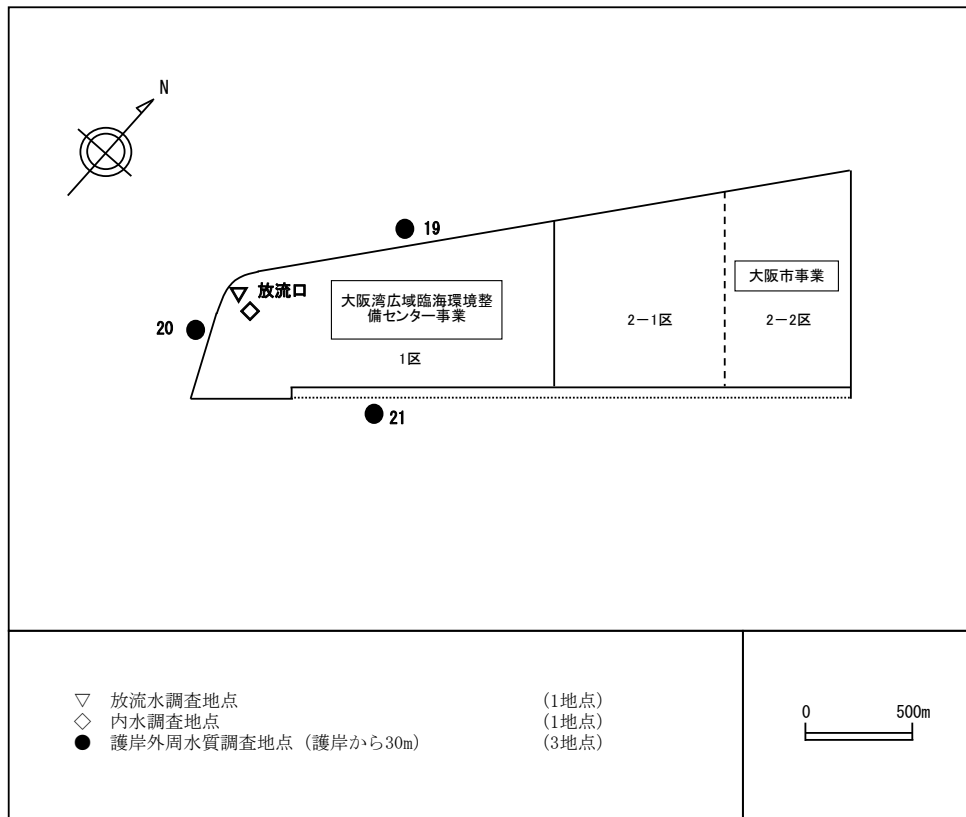 N
19
放流口
大阪湾広域臨海環境整
備センター事業
大阪市事業
20
2－1区
2－2区
1区
21
▽ 放流水調査地点 (1地点)
◇ 内水調査地点 (1地点)
● 護岸外周水質調査地点 (護岸から30m) (3地点)
0 500m